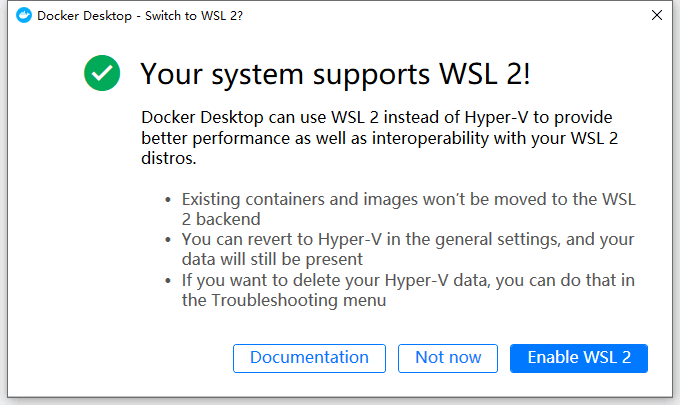 Docker Desktop - Switch to WSL 2?
Your system supports WSL 2!
Docker Desktop can use WSL 2 instead of Hyper-V to provide
better performance as well as interoperability with your WSL 2
distros.
• Existing containers and images won't be moved to the WSL
2 backend
• You can revert to Hyper-V in the general settings, and your
data will still be present
• If you want to delete your Hyper-V data, you can do that in
the Troubleshooting menu
Documentation Not now Enable WSL 2